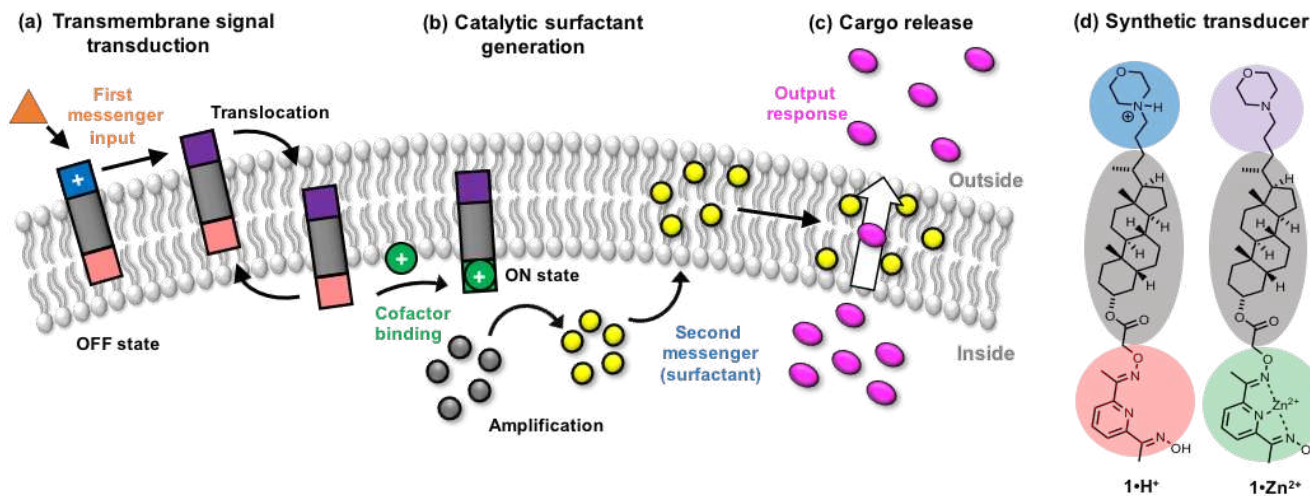 (a) Transmembrane signal
transduction
(b) Catalytic surfactant
generation
(c) Cargo release
(d) Synthetic transducer
First
messenger
input
Translocation
+
OFF state
+
Cofactor
binding
+
ON state
Amplification
Second
messenger
(surfactant)
Output
response
Outside
Inside
O
N
H
⊕
H
H
H
H
O
O
O
N
N
N
OH
1•H⁺
O
N
H
H
H
H
O
O
O
N
Zn²⁺
N
N
O
1•Zn²⁺